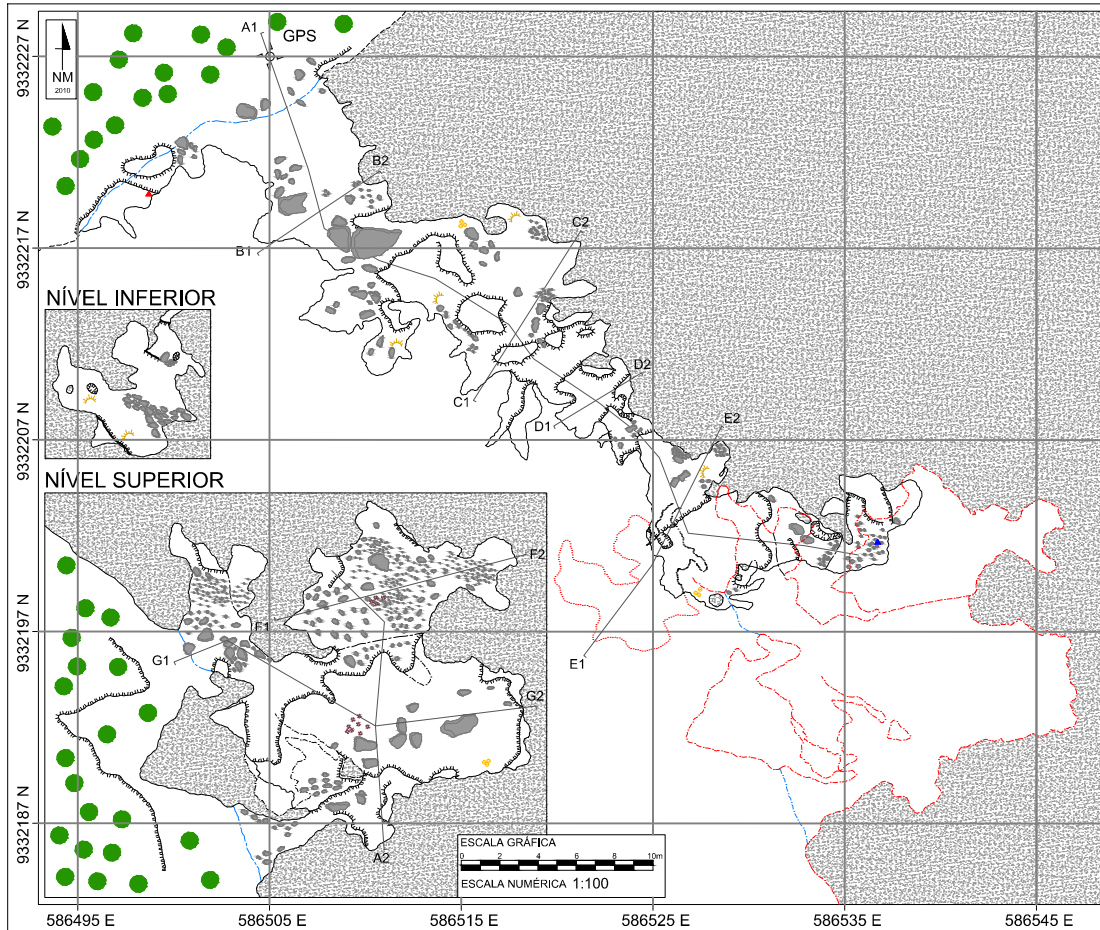 A1
GPS
NM
2010
9332227 N
B2
C2
B1
9332217 N
NÍVEL INFERIOR
D2
C1
E2
D1
9332207 N
NÍVEL SUPERIOR
F2
F1
9332197 N
G1
E1
G2
9332187 N
ESCALA GRÁFICA
0 2 4 6 8 10m
A2
ESCALA NUMÉRICA 1:100
586495 E 586505 E 586515 E 586525 E 586535 E 586545 E